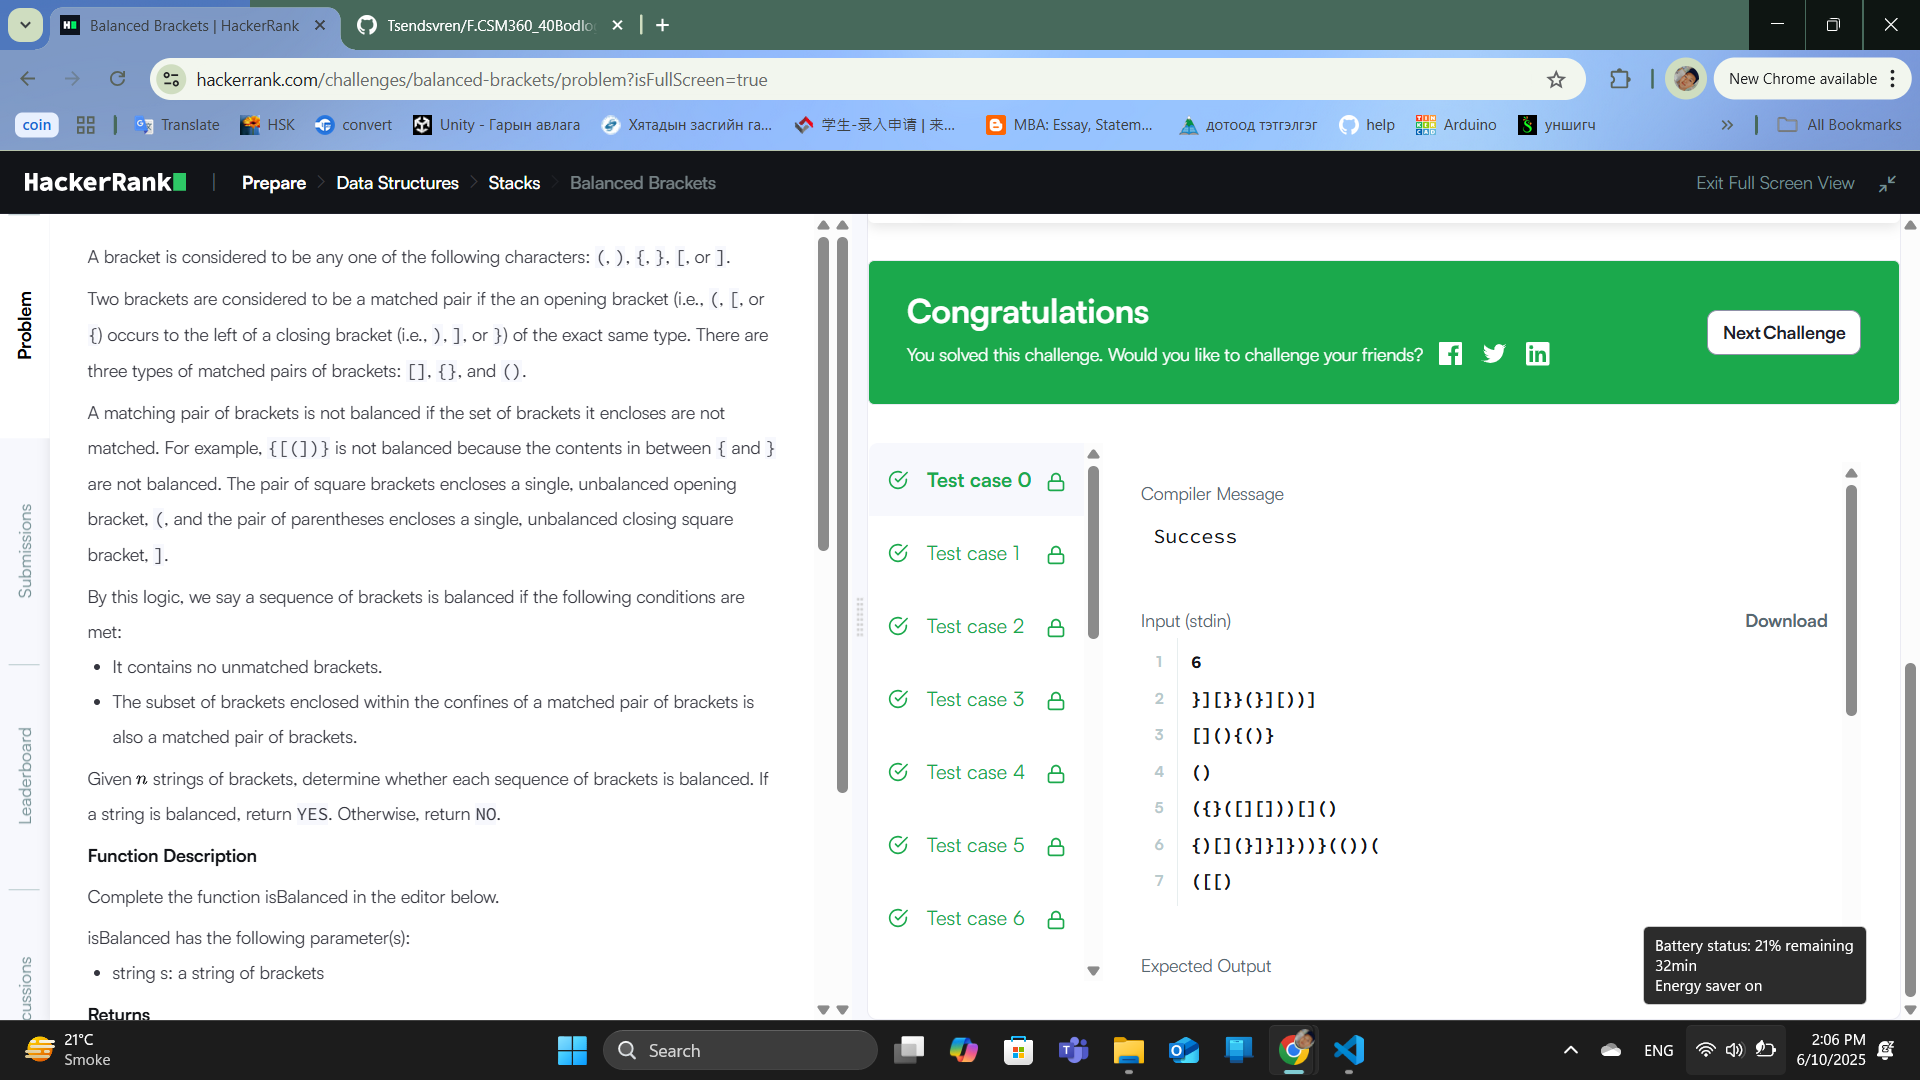 Balanced Brackets | HackerRank
Tsendsvren/F.CSM360_40Bodlo
hackerrank.com/challenges/balanced-brackets/problem?isFullScreen=true
New Chrome available
coin
Translate
HSK
convert
Unity - Гарын авлага
Хятадын засгийн га...
学生-录入申请 | 来...
MBA: Essay, Statem...
дотоод тэтгэлгэг
help
Arduino
уншигч
All Bookmarks
HackerRank
Prepare
Data Structures
Stacks
Balanced Brackets
Exit Full Screen View
Problem
Submissions
Leaderboard
cussions
A bracket is considered to be any one of the following characters: (, ), {, }, [, or ].
Two brackets are considered to be a matched pair if the an opening bracket (i.e., (, [, or
{) occurs to the left of a closing bracket (i.e., ), ], or }) of the exact same type. There are
three types of matched pairs of brackets: [], {}, and ().
A matching pair of brackets is not balanced if the set of brackets it encloses are not
matched. For example, {[(])} is not balanced because the contents in between { and }
are not balanced. The pair of square brackets encloses a single, unbalanced opening
bracket, (, and the pair of parentheses encloses a single, unbalanced closing square
bracket, ].
By this logic, we say a sequence of brackets is balanced if the following conditions are
met:
• It contains no unmatched brackets.
• The subset of brackets enclosed within the confines of a matched pair of brackets is
also a matched pair of brackets.
Given n strings of brackets, determine whether each sequence of brackets is balanced. If
a string is balanced, return YES. Otherwise, return NO.
Function Description
Complete the function isBalanced in the editor below.
isBalanced has the following parameter(s):
• string s: a string of brackets
Returns
Congratulations
You solved this challenge. Would you like to challenge your friends?
Next Challenge
Test case 0
Test case 1
Test case 2
Test case 3
Test case 4
Test case 5
Test case 6
Compiler Message
Success
Input (stdin)
Download
1 6
2 }][}}(}][))]
3 [](){()}
4 ()
5 ({}([][]))[]()
6 {)[](}]}]}))}(())(
7 ([[)
Expected Output
Battery status: 21% remaining
32min
Energy saver on
21°C
Smoke
Search
ENG
2:06 PM
6/10/2025